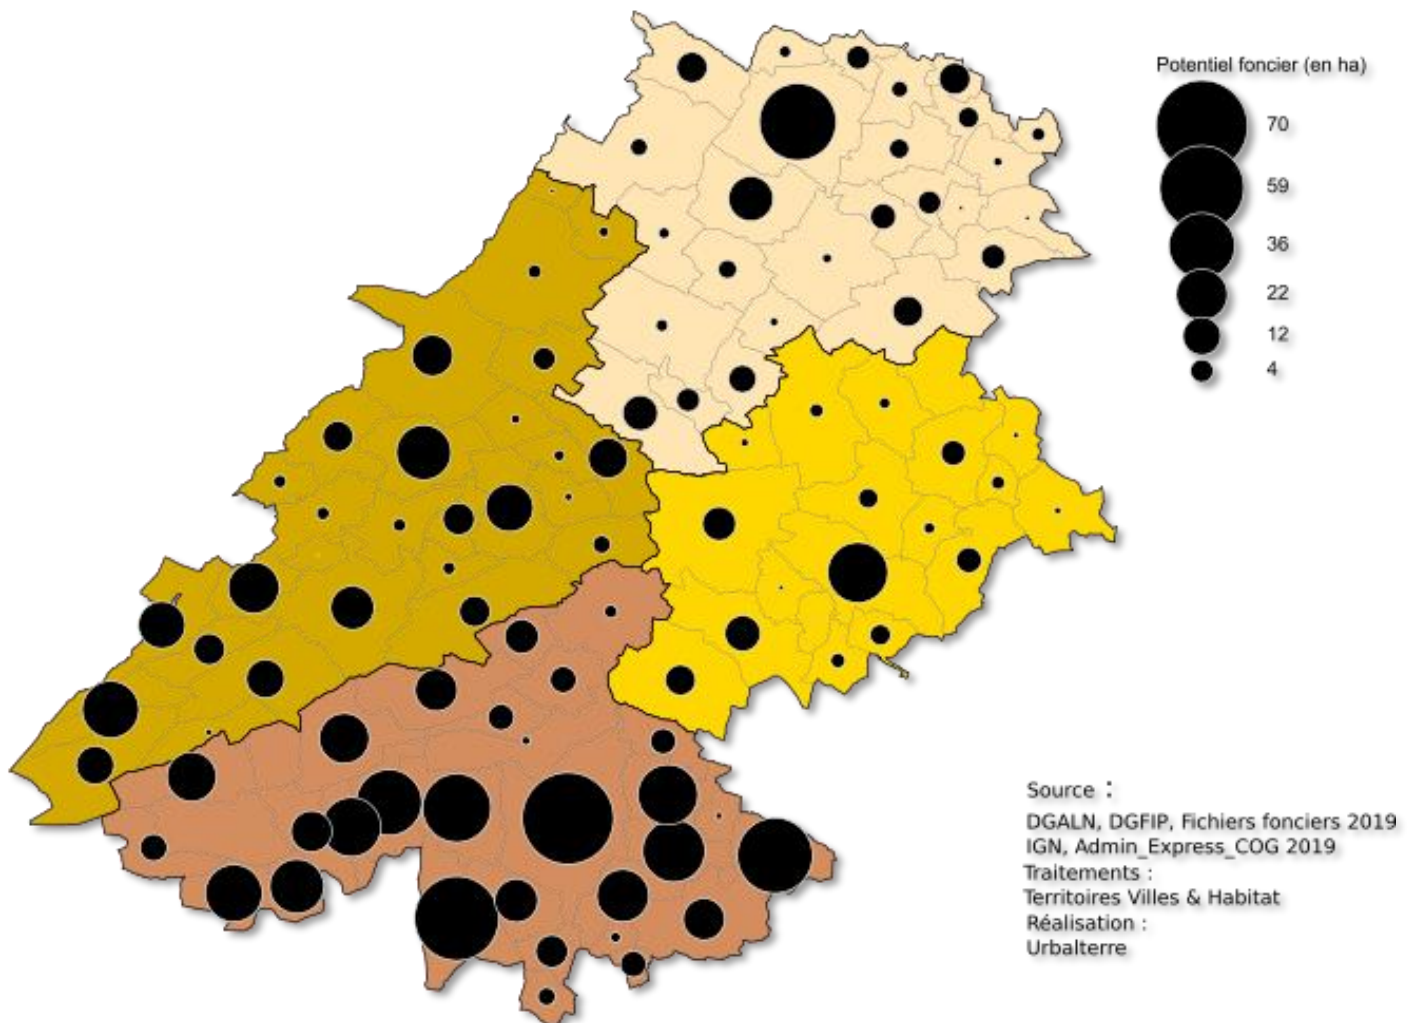 Potentiel foncier (en ha)
70
59
36
22
12
4
Source :
DGALN, DGFIP, Fichiers fonciers 2019
IGN, Admin_Express_COG 2019
Traitements :
Territoires Villes & Habitat
Réalisation :
Urbalterre